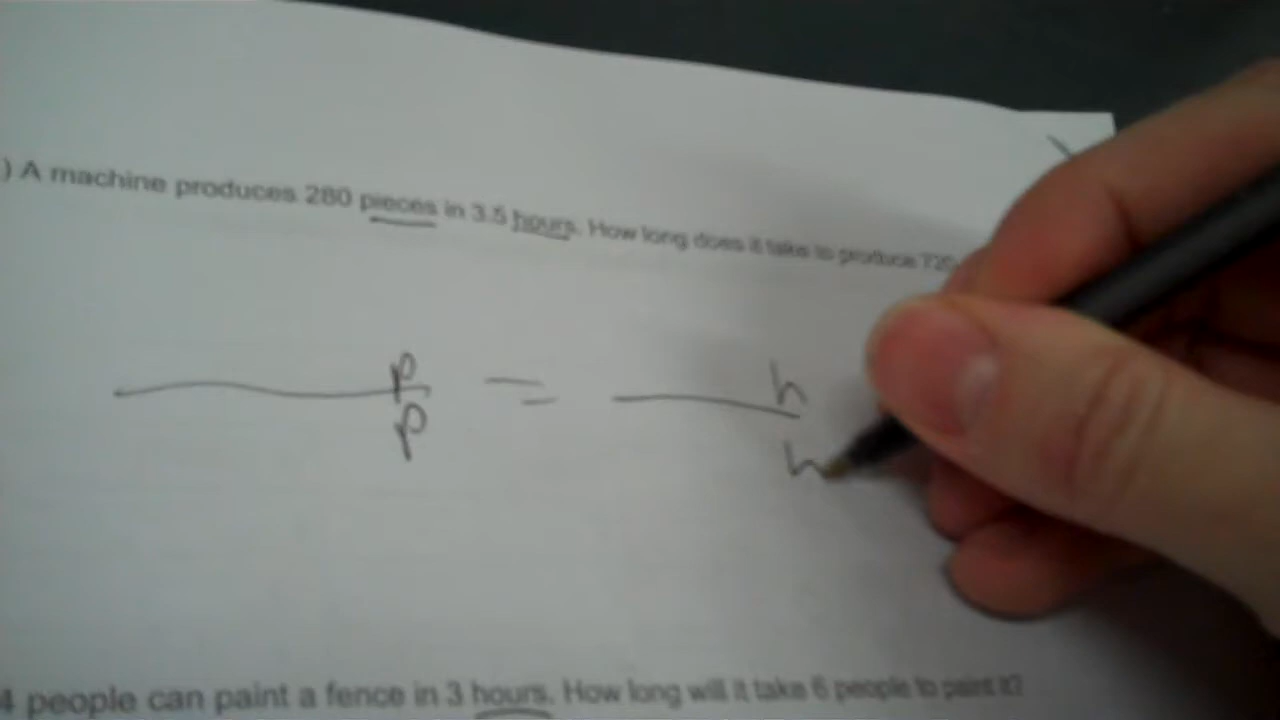 ) A machine produces 280 pieces in 3.5 hours. How long does it take to produce 720
p = h
p h
4 people can paint a fence in 3 hours. How long will it take 6 people to paint it?